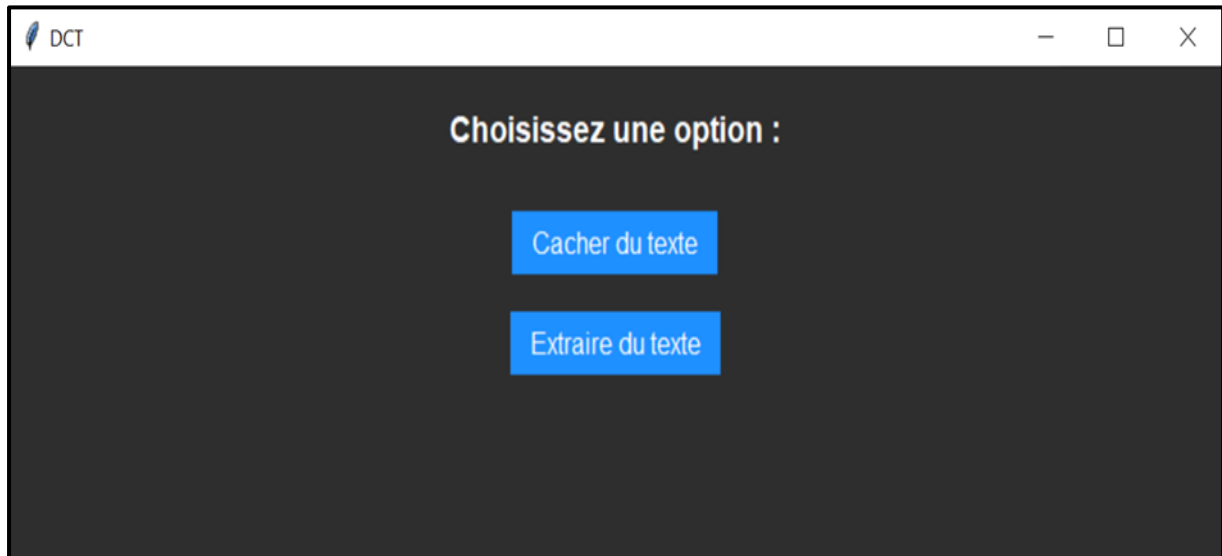 DCT
Choisissez une option :
Cacher du texte
Extraire du texte